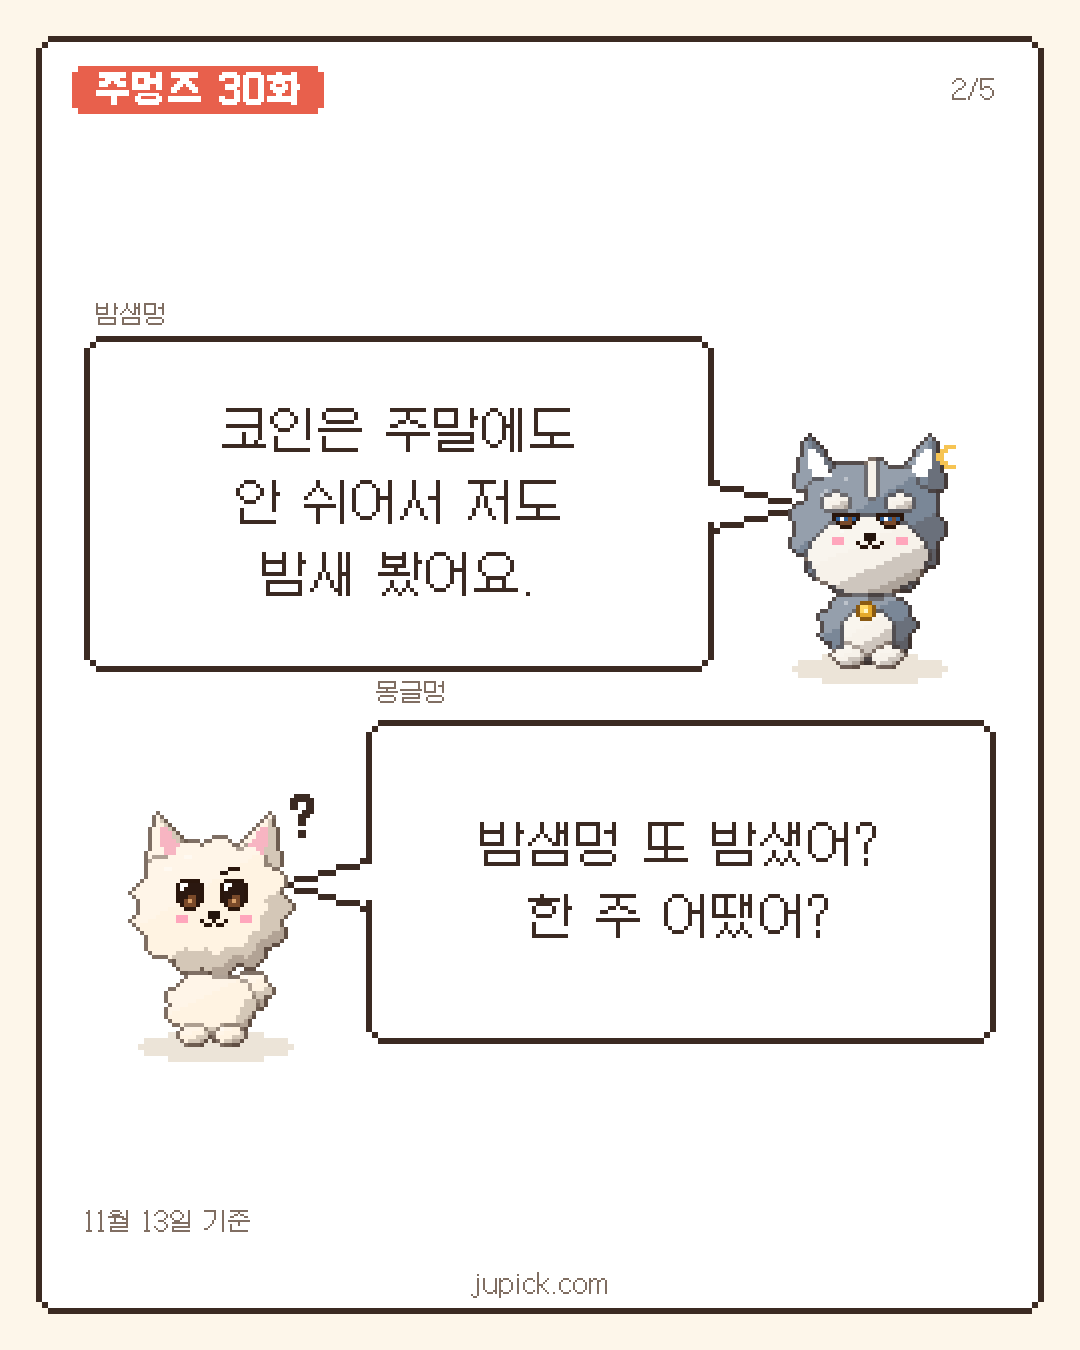 주멍즈 30화
2/5
밤샘멍
코인은 주말에도
안 쉬어서 저도
밤새 봤어요.
몽글멍
밤샘멍 또 밤샜어?
한 주 어땠어?
11월 13일 기준
jupick.com